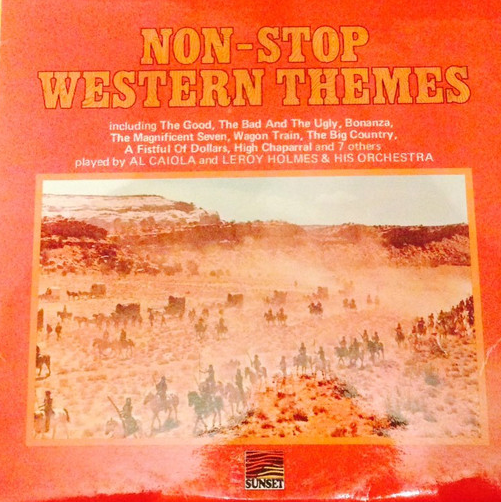 NON-STOP
WESTERN THEMES
including The Good, The Bad And The Ugly, Bonanza,
The Magnificent Seven, Wagon Train, The Big Country,
A Fistful Of Dollars, High Chaparral and 7 others
played by AL CAIOLA and LEROY HOLMES & HIS ORCHESTRA
SUNSET